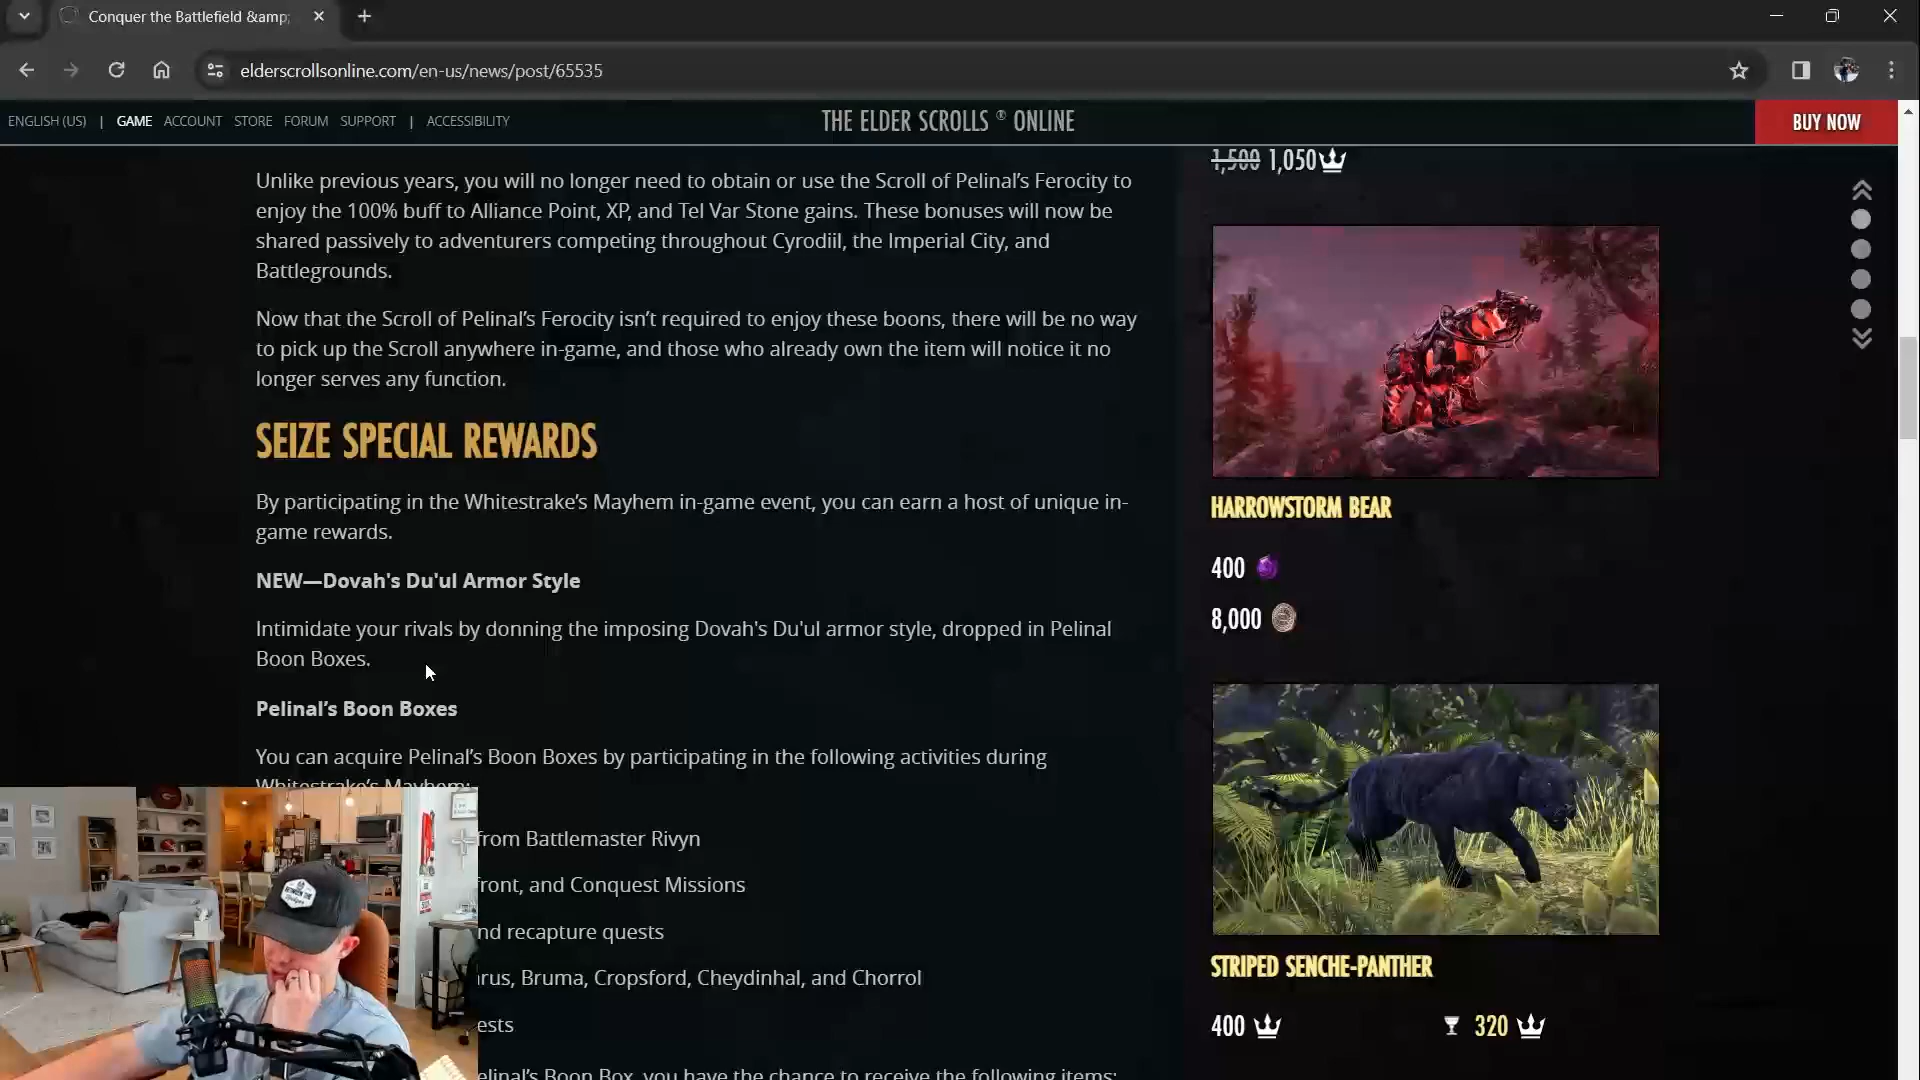 Conquer the Battlefield &amp;
elderscrollsonline.com/en-us/news/post/65535
ENGLISH (US) | GAME ACCOUNT STORE FORUM SUPPORT | ACCESSIBILITY
THE ELDER SCROLLS ® ONLINE
BUY NOW
Unlike previous years, you will no longer need to obtain or use the Scroll of Pelinal’s Ferocity to
enjoy the 100% buff to Alliance Point, XP, and Tel Var Stone gains. These bonuses will now be
shared passively to adventurers competing throughout Cyrodiil, the Imperial City, and
Battlegrounds.
Now that the Scroll of Pelinal’s Ferocity isn’t required to enjoy these boons, there will be no way
to pick up the Scroll anywhere in-game, and those who already own the item will notice it no
longer serves any function.
SEIZE SPECIAL REWARDS
By participating in the Whitestrake’s Mayhem in-game event, you can earn a host of unique in-
game rewards.
NEW—Dovah's Du'ul Armor Style
Intimidate your rivals by donning the imposing Dovah's Du'ul armor style, dropped in Pelinal
Boon Boxes.
Pelinal’s Boon Boxes
You can acquire Pelinal’s Boon Boxes by participating in the following activities during
Whitestrake’s Mayhem:
from Battlemaster Rivyn
front, and Conquest Missions
nd recapture quests
rus, Bruma, Cropsford, Cheydinhal, and Chorrol
ests
elinal’s Boon Box, you have the chance to receive the following items:
1,500 1,050
HARROWSTORM BEAR
400
8,000
STRIPED SENCHE-PANTHER
400 320